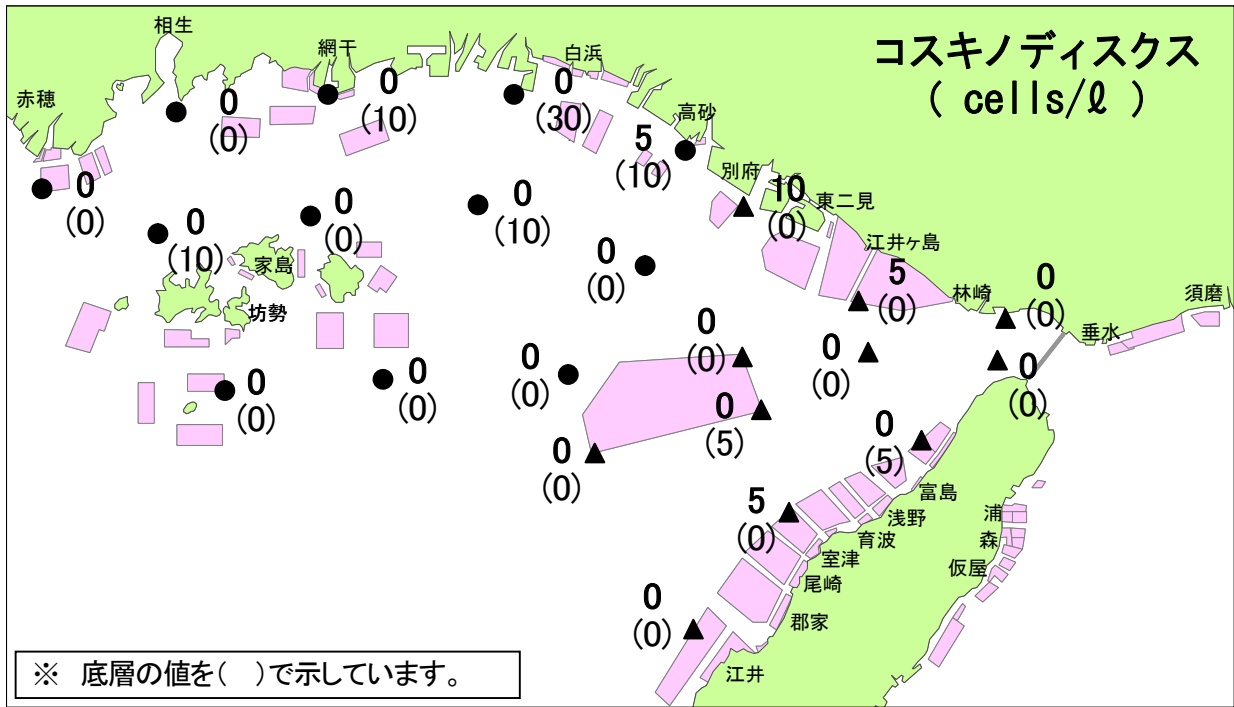 コスキノディスクス
( cells/ℓ )
相生
網干
白浜
赤穂
高砂
別府
東二見
江井ヶ島
林崎
垂水
須磨
家島
坊勢
富島
浅野
育波
室津
尾崎
郡家
江井
浦
森
仮屋
0
(0)
0
(10)
0
(30)
5
(10)
0
(0)
10
(0)
0
(10)
0
(0)
0
(10)
0
(0)
5
(0)
0
(0)
0
(0)
0
(0)
0
(0)
0
(0)
0
(0)
0
(0)
0
(5)
0
(0)
0
(5)
5
(0)
0
(0)
※ 底層の値を( )で示しています。